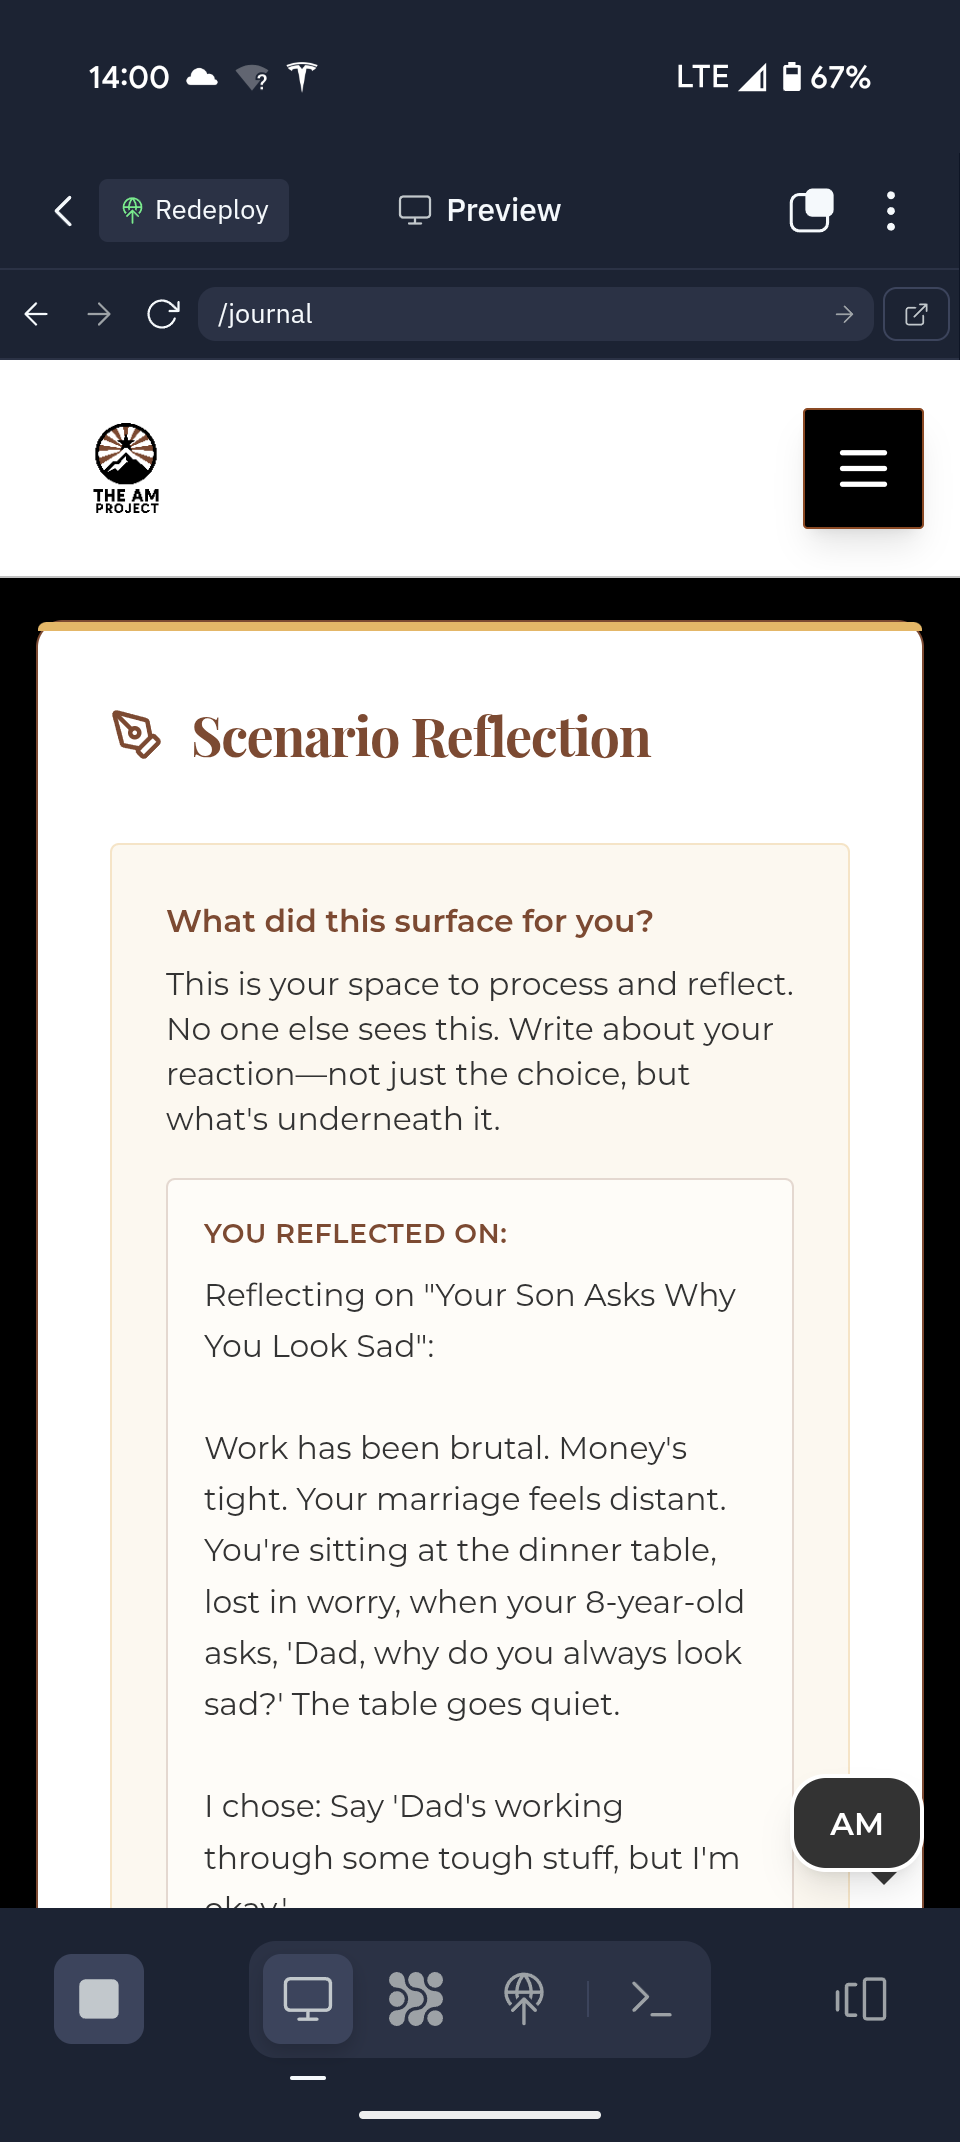 14:00
?
LTE
67%
Redeploy
Preview
/journal
THE AM
PROJECT
Scenario Reflection
What did this surface for you?
This is your space to process and reflect.
No one else sees this. Write about your
reaction—not just the choice, but
what's underneath it.
YOU REFLECTED ON:
Reflecting on "Your Son Asks Why
You Look Sad":
Work has been brutal. Money's
tight. Your marriage feels distant.
You're sitting at the dinner table,
lost in worry, when your 8-year-old
asks, 'Dad, why do you always look
sad?' The table goes quiet.
I chose: Say 'Dad's working
through some tough stuff, but I'm
okay.'
AM